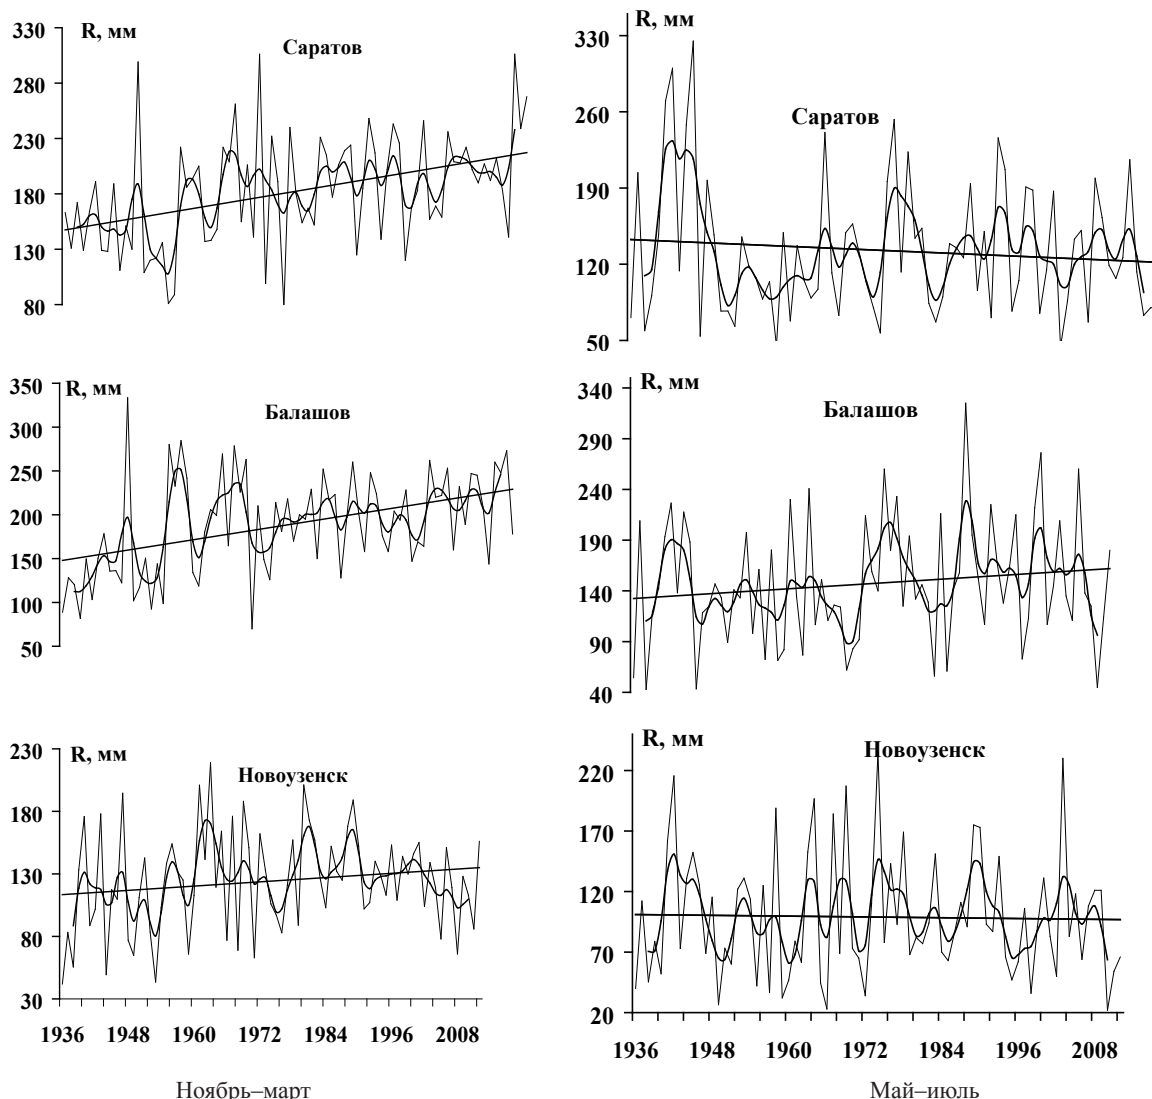 R, мм
Саратов
330
280
230
180
130
80
R, мм
Саратов
330
260
190
120
50
R, мм
Балашов
350
300
250
200
150
100
50
R, мм
Балашов
340
290
240
190
140
90
40
R, мм
Новоузенск
230
180
130
80
30
1936 1948 1960 1972 1984 1996 2008
Ноябрь–март
R, мм
Новоузенск
220
170
120
70
20
1936 1948 1960 1972 1984 1996 2008
Май–июль